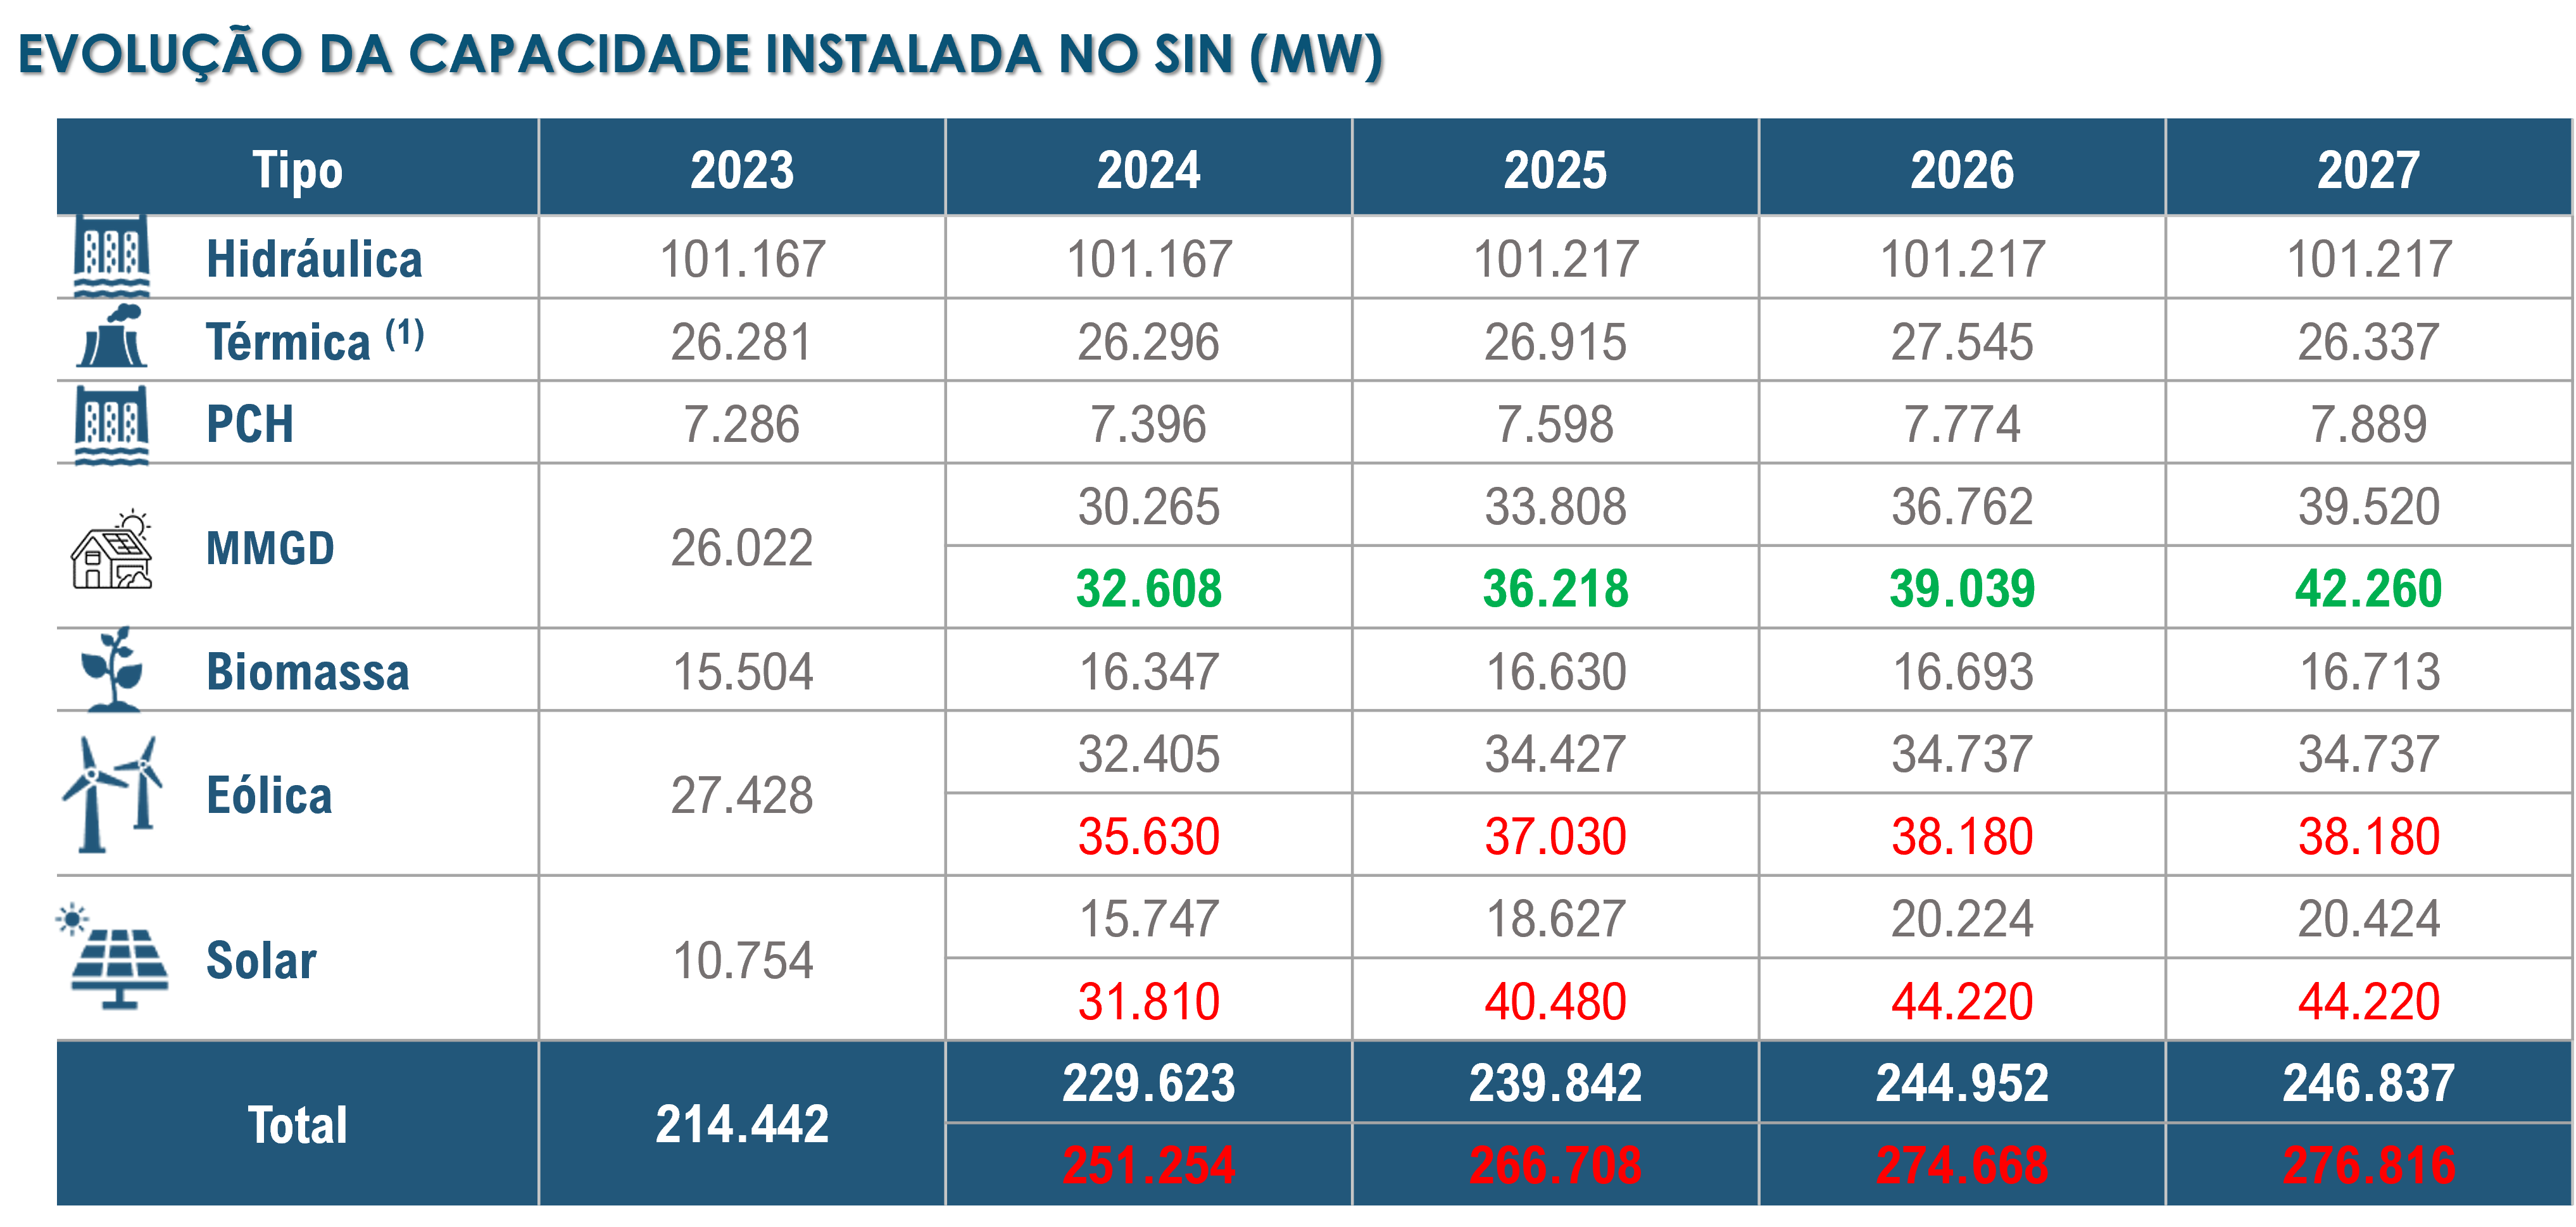 EVOLUÇÃO DA CAPACIDADE INSTALADA NO SIN (MW)
Tipo 2023 2024 2025 2026 2027
Hidráulica 101.167 101.167 101.217 101.217 101.217
Térmica (1) 26.281 26.296 26.915 27.545 26.337
PCH 7.286 7.396 7.598 7.774 7.889
MMGD 26.022 30.265 33.808 36.762 39.520
32.608 36.218 39.039 42.260
Biomassa 15.504 16.347 16.630 16.693 16.713
Eólica 27.428 32.405 34.427 34.737 34.737
35.630 37.030 38.180 38.180
Solar 10.754 15.747 18.627 20.224 20.424
31.810 40.480 44.220 44.220
Total 214.442 229.623 239.842 244.952 246.837
251.254 266.708 274.668 276.816